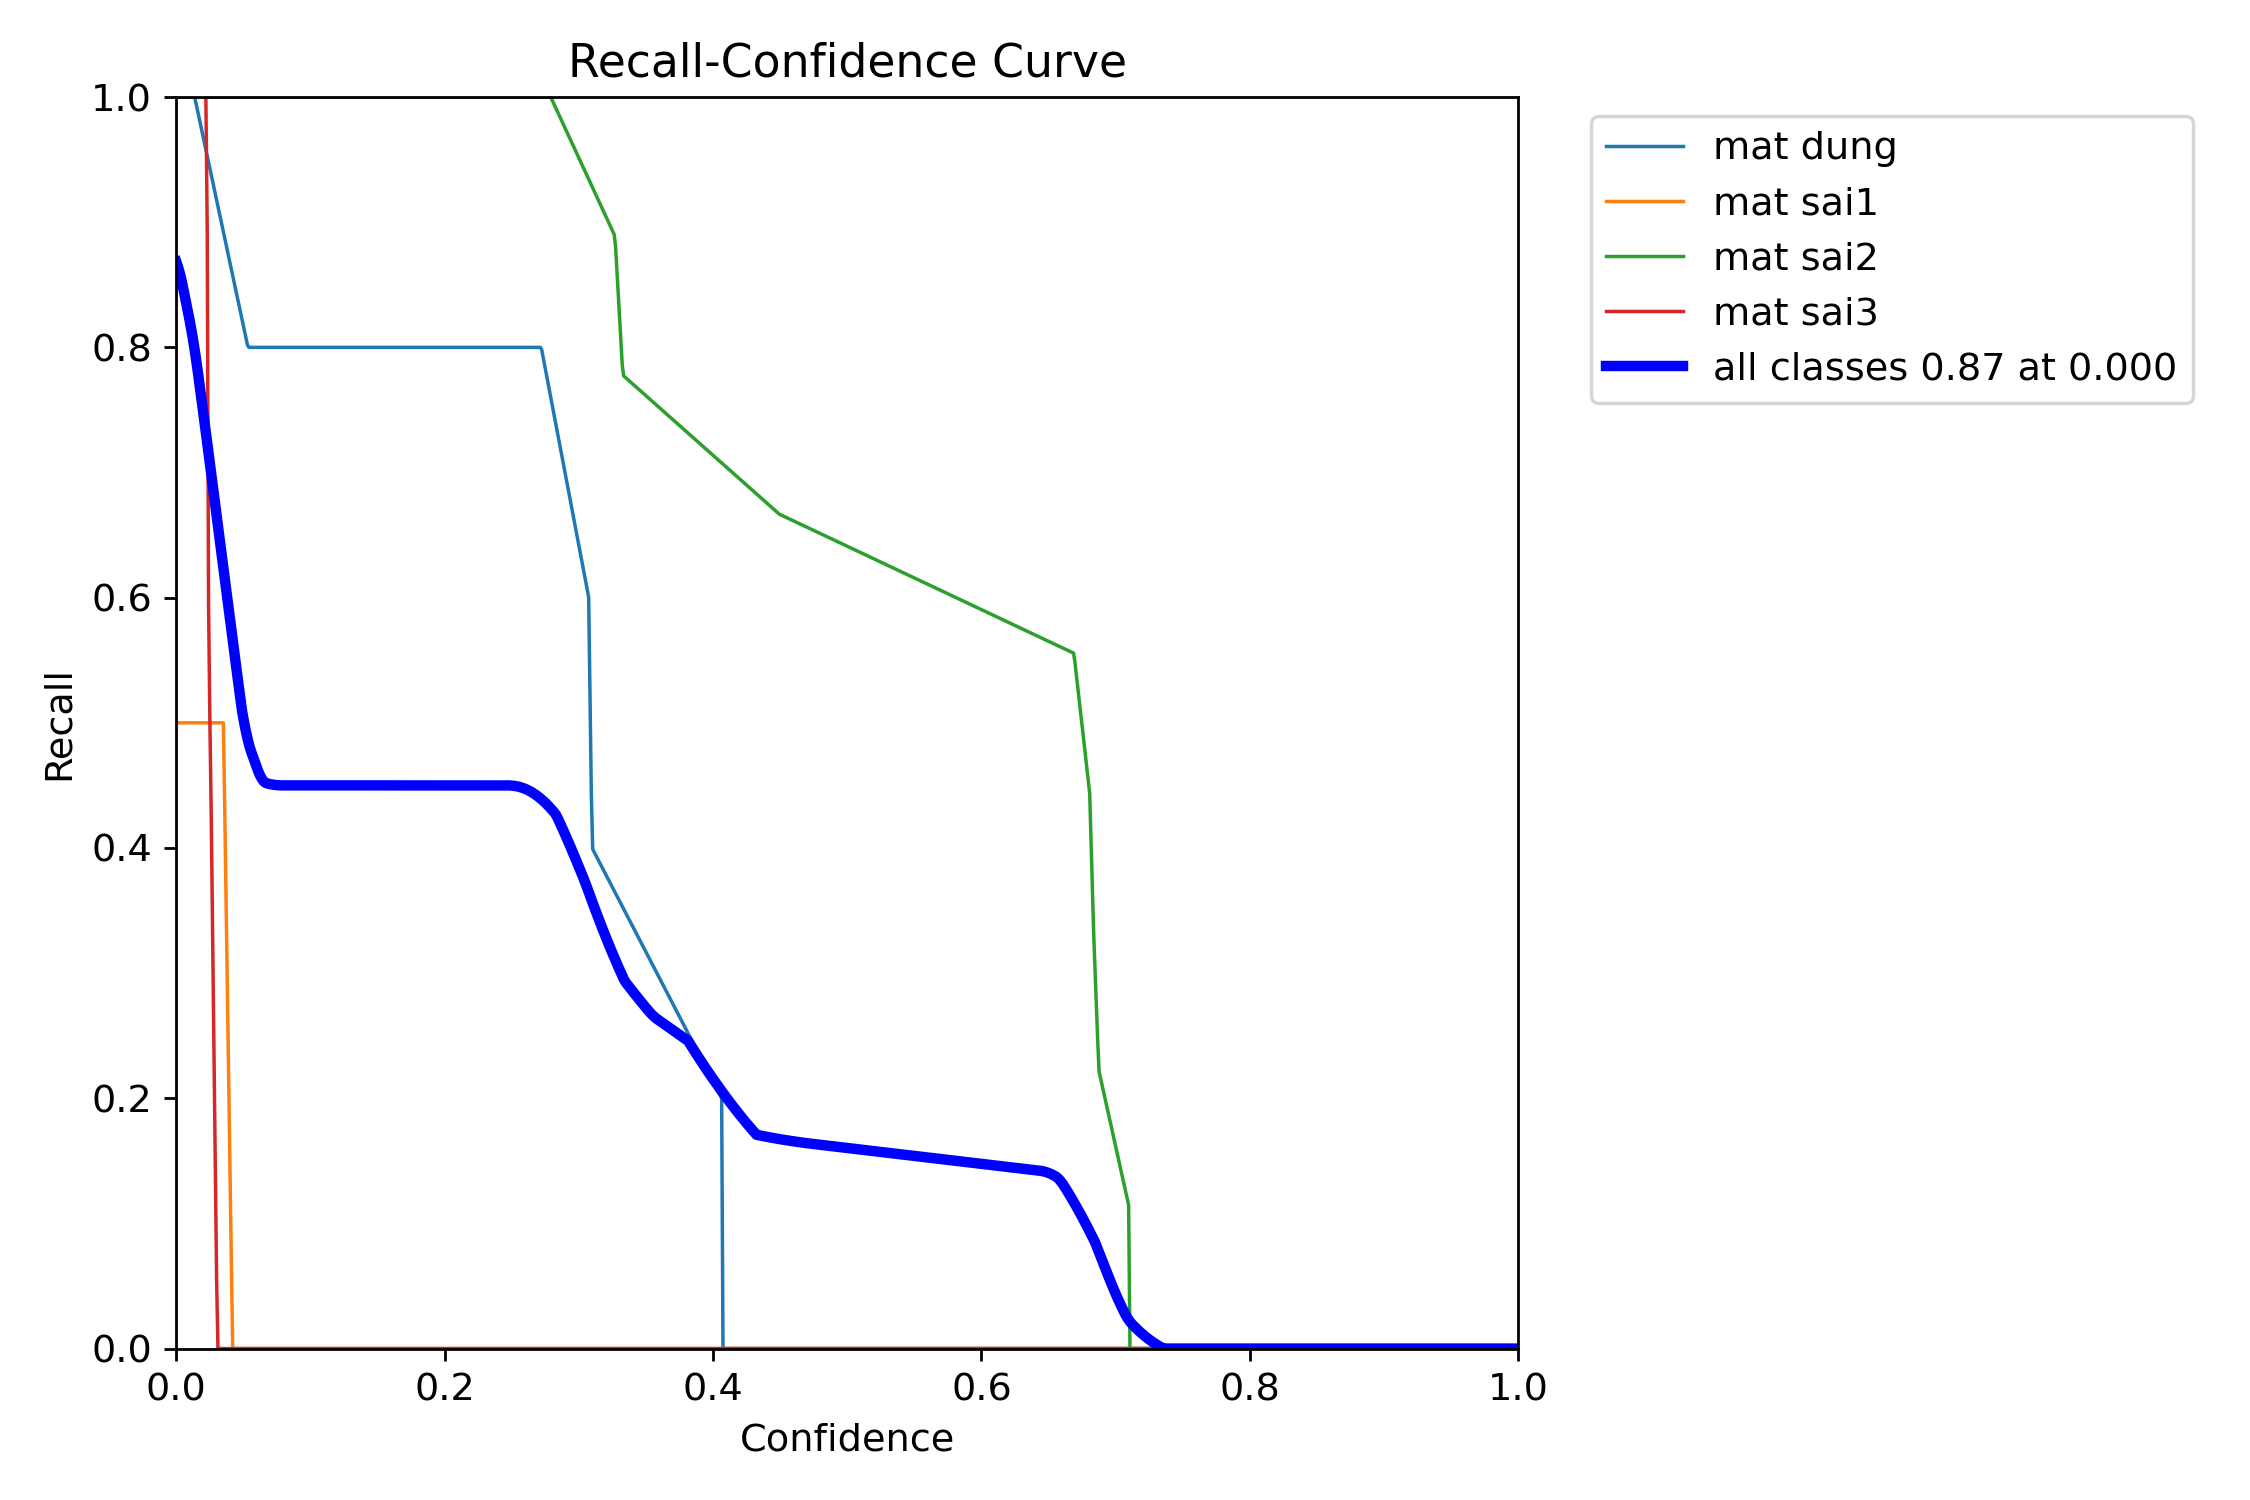 Recall-Confidence Curve
1.0
0.8
0.6
0.4
0.2
0.0
Recall
0.0 0.2 0.4 0.6 0.8 1.0
Confidence
mat dung
mat sai1
mat sai2
mat sai3
all classes 0.87 at 0.000